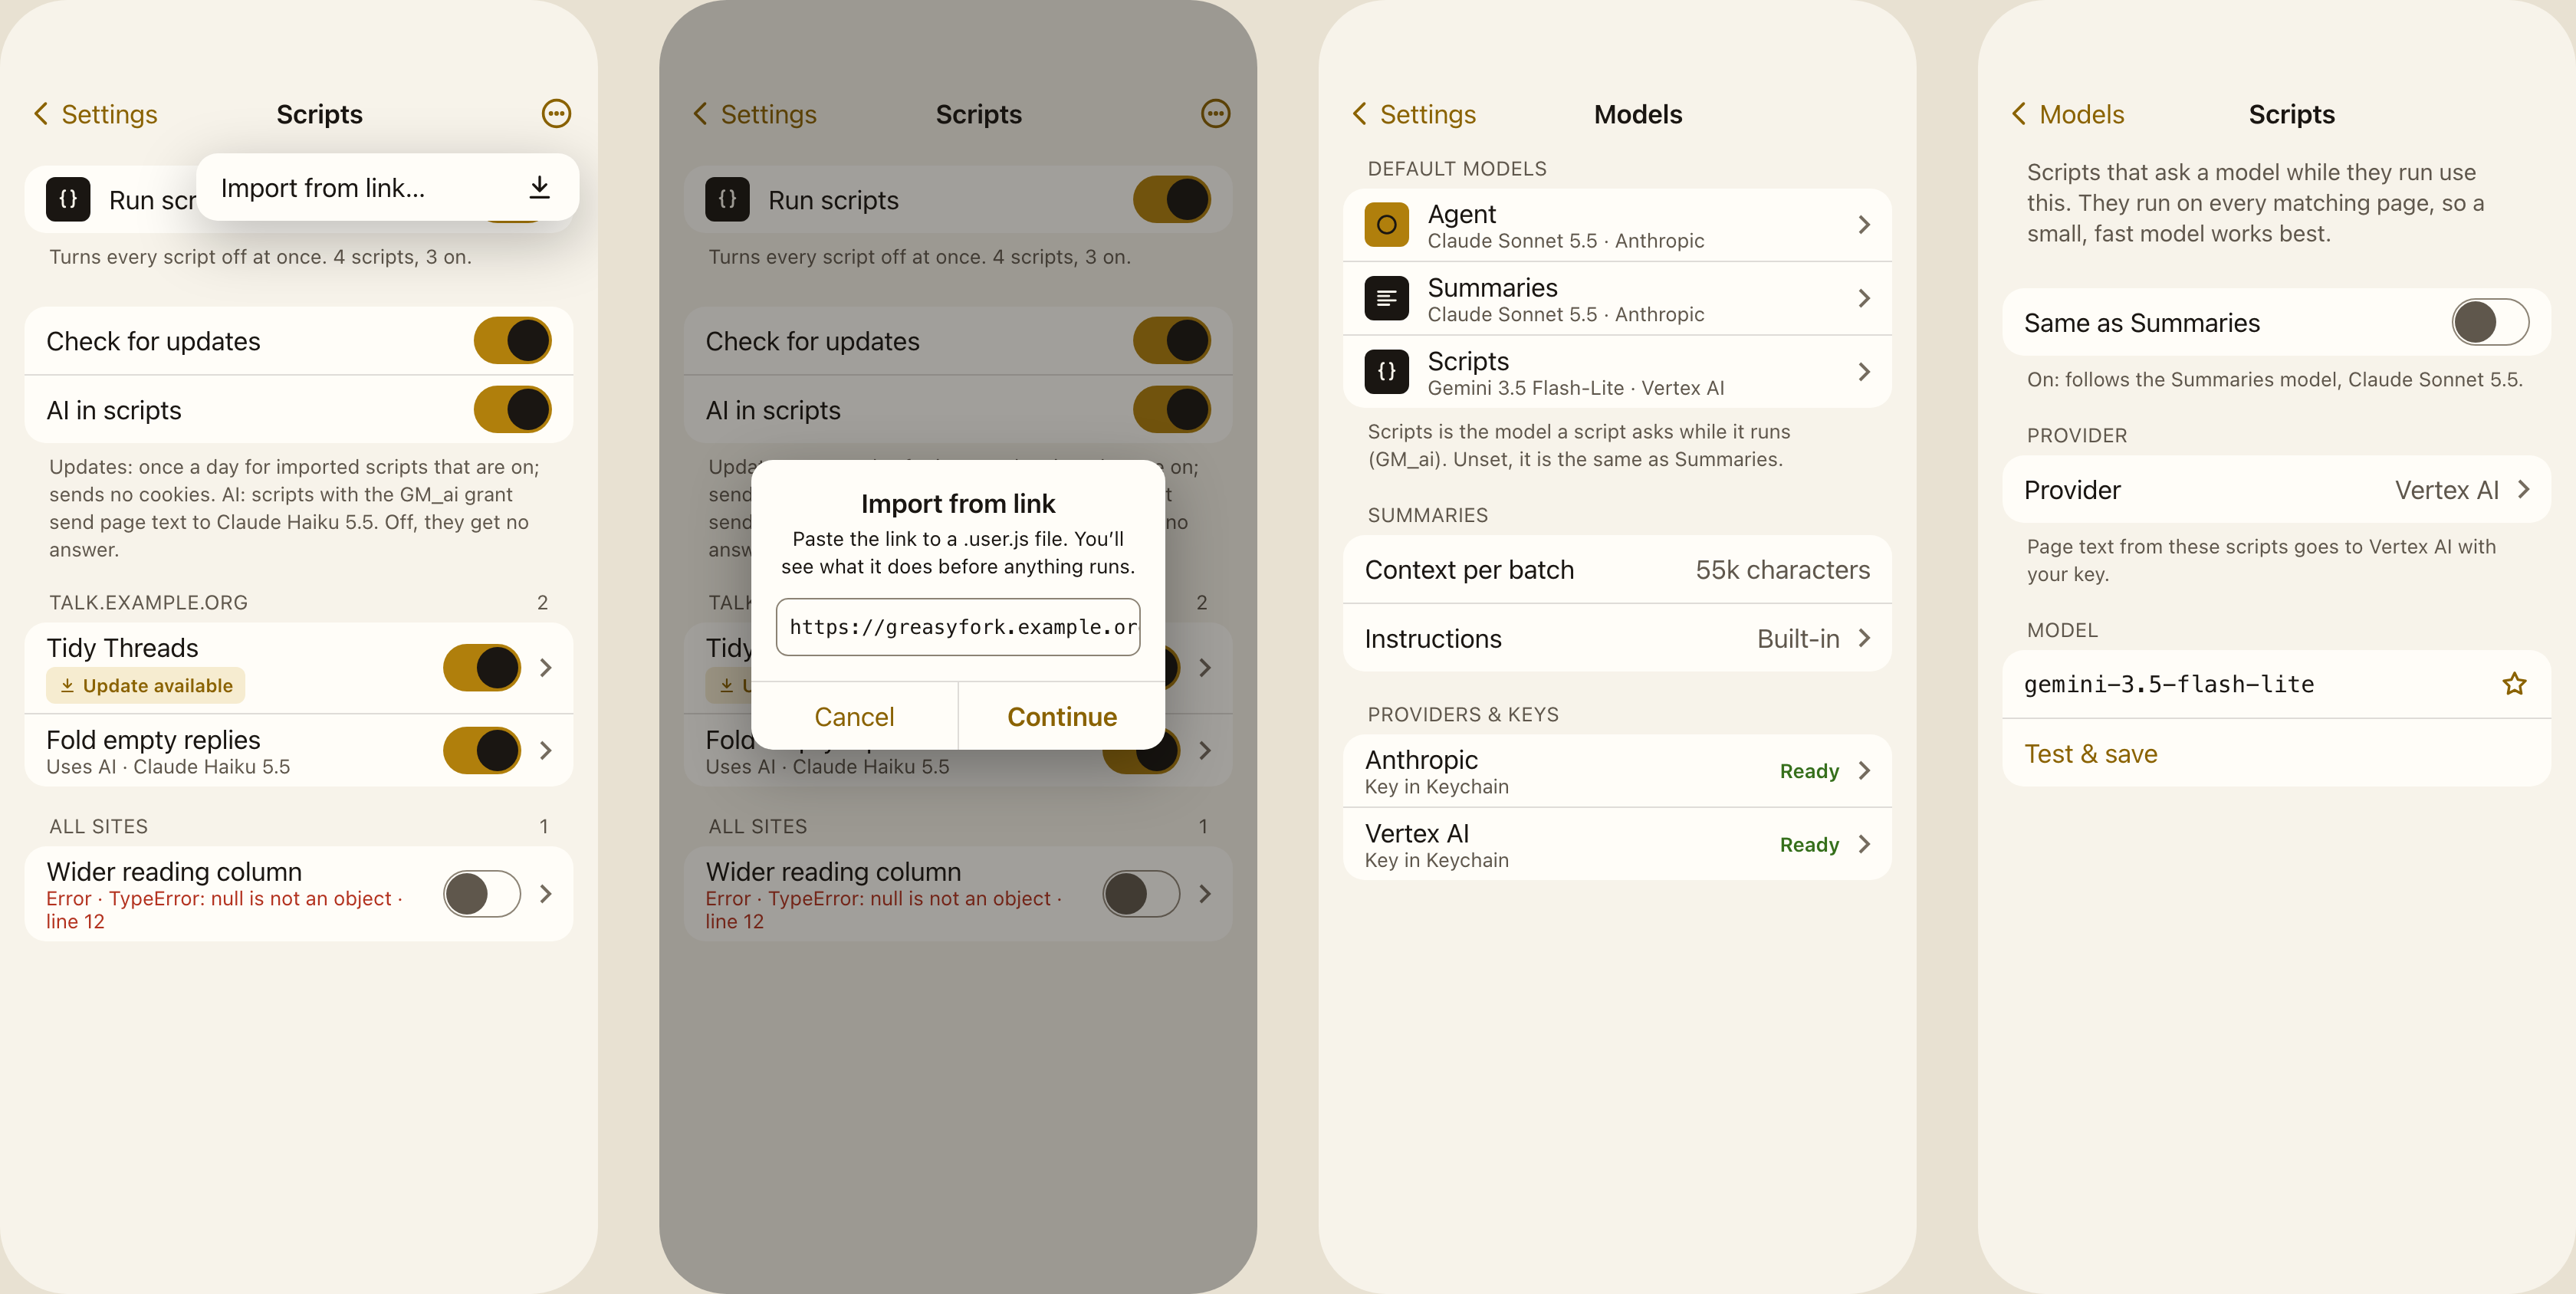 Settings
Scripts
Run scr
Import from link...
Turns every script off at once. 4 scripts, 3 on.
Check for updates
AI in scripts
Updates: once a day for imported scripts that are on;
sends no cookies. AI: scripts with the GM_ai grant
send page text to Claude Haiku 5.5. Off, they get no
answer.
TALK.EXAMPLE.ORG 2
Tidy Threads
Update available
Fold empty replies
Uses AI · Claude Haiku 5.5
ALL SITES 1
Wider reading column
Error · TypeError: null is not an object ·
line 12
Settings
Scripts
Run scripts
Turns every script off at once. 4 scripts, 3 on.
Check for updates
AI in scripts
Upda on;
send t
send no
answ
Import from link
Paste the link to a .user.js file. You’ll
see what it does before anything runs.
https://greasyfork.example.or
Cancel
Continue
TALK 2
Tidy
U
Fold
Uses AI · Claude Haiku 5.5
ALL SITES 1
Wider reading column
Error · TypeError: null is not an object ·
line 12
Settings
Models
DEFAULT MODELS
Agent
Claude Sonnet 5.5 · Anthropic
Summaries
Claude Sonnet 5.5 · Anthropic
Scripts
Gemini 3.5 Flash-Lite · Vertex AI
Scripts is the model a script asks while it runs
(GM_ai). Unset, it is the same as Summaries.
SUMMARIES
Context per batch 55k characters
Instructions Built-in
PROVIDERS & KEYS
Anthropic
Key in Keychain
Ready
Vertex AI
Key in Keychain
Ready
Models
Scripts
Scripts that ask a model while they run use
this. They run on every matching page, so a
small, fast model works best.
Same as Summaries
On: follows the Summaries model, Claude Sonnet 5.5.
PROVIDER
Provider Vertex AI
Page text from these scripts goes to Vertex AI with
your key.
MODEL
gemini-3.5-flash-lite
Test & save